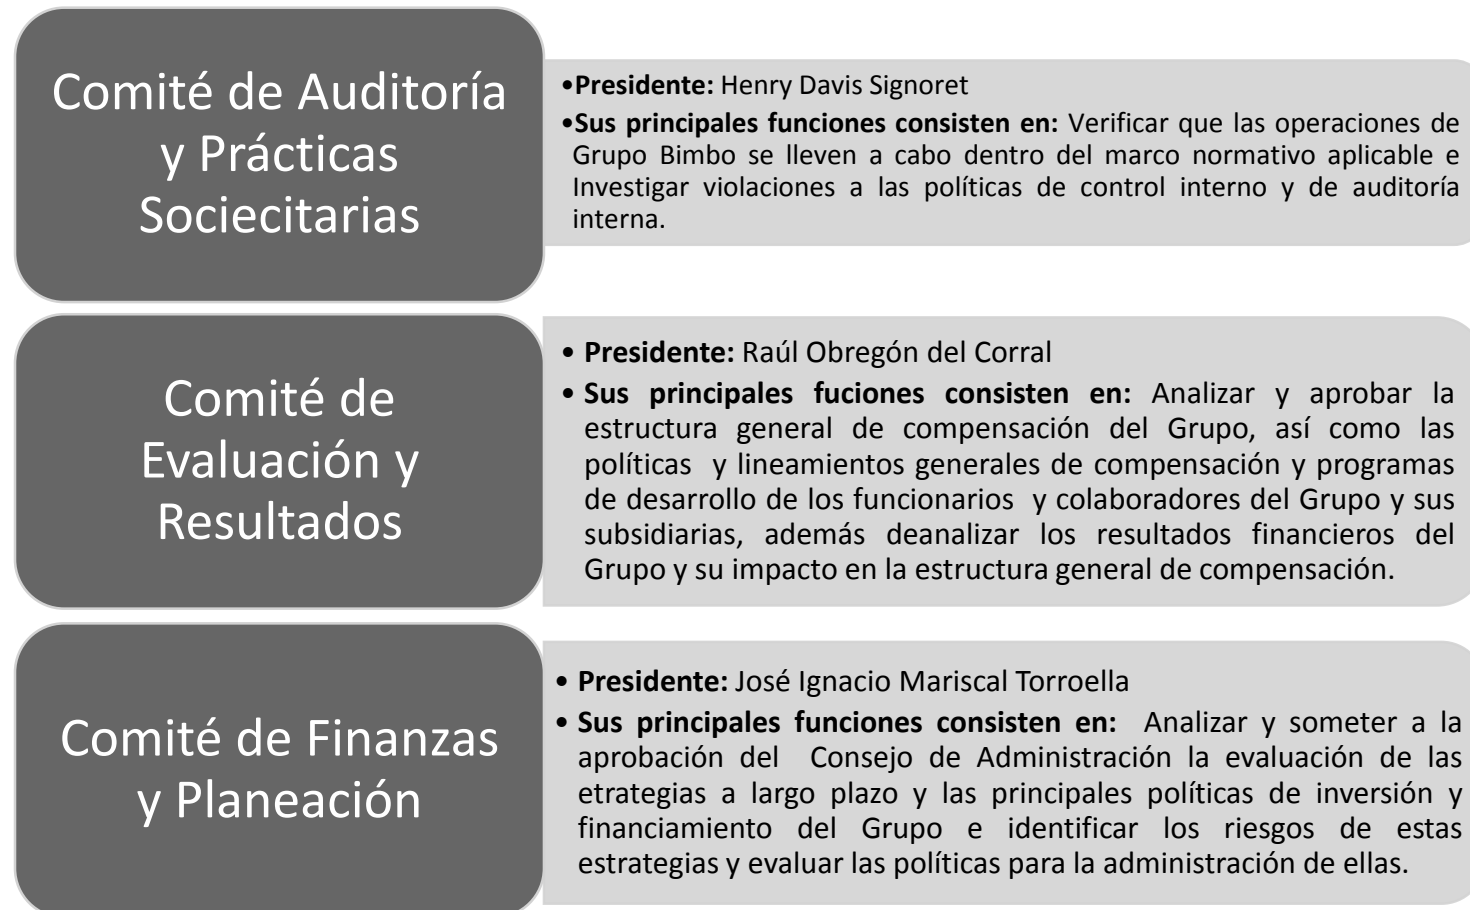 Comité de Auditoría
y Prácticas
Sociecitarias
•Presidente: Henry Davis Signoret
•Sus principales funciones consisten en: Verificar que las operaciones de
Grupo Bimbo se lleven a cabo dentro del marco normativo aplicable e
Investigar violaciones a las políticas de control interno y de auditoría
interna.
Comité de
Evaluación y
Resultados
• Presidente: Raúl Obregón del Corral
• Sus principales fuciones consisten en: Analizar y aprobar la
estructura general de compensación del Grupo, así como las
políticas y lineamientos generales de compensación y programas
de desarrollo de los funcionarios y colaboradores del Grupo y sus
subsidiarias, además deanalizar los resultados financieros del
Grupo y su impacto en la estructura general de compensación.
Comité de Finanzas
y Planeación
• Presidente: José Ignacio Mariscal Torroella
• Sus principales funciones consisten en: Analizar y someter a la
aprobación del Consejo de Administración la evaluación de las
etrategias a largo plazo y las principales políticas de inversión y
financiamiento del Grupo e identificar los riesgos de estas
estrategias y evaluar las políticas para la administración de ellas.